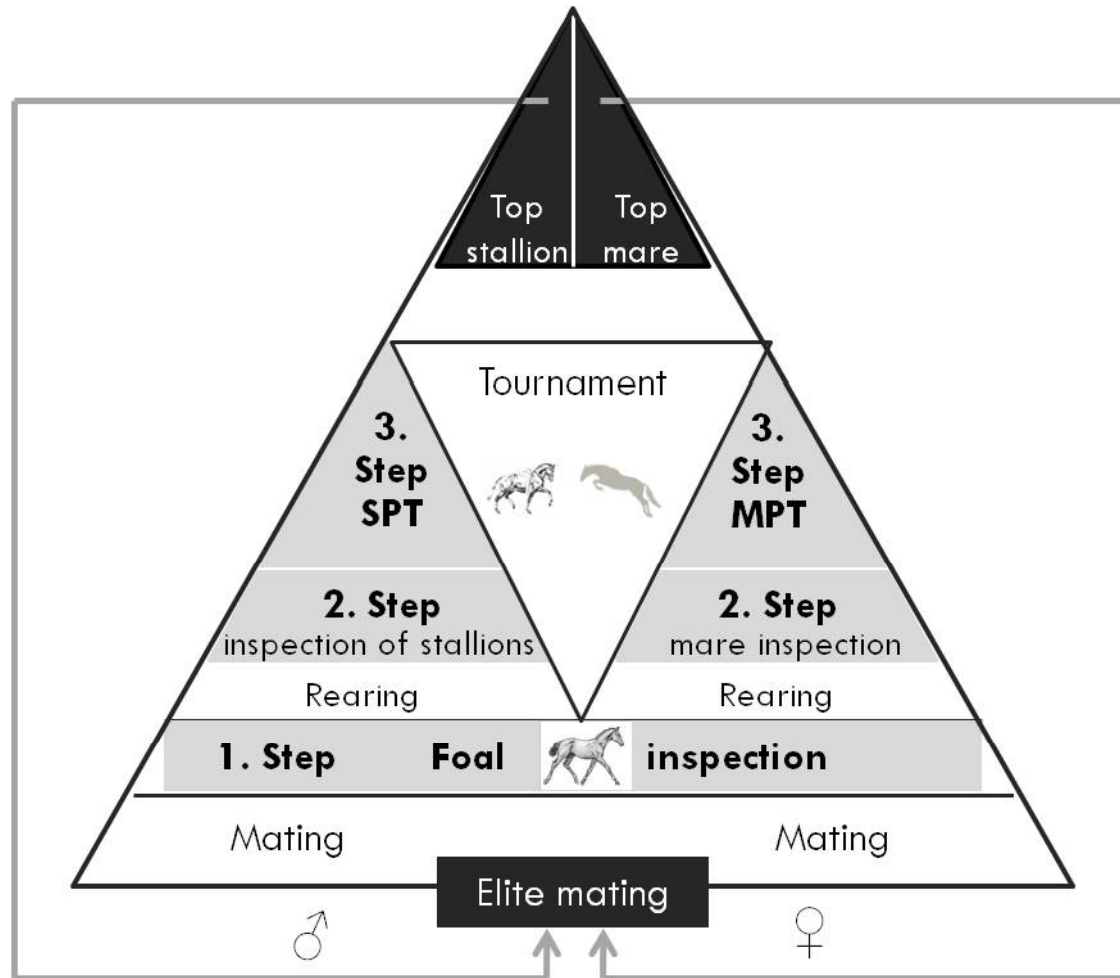 Top
stallion
Top
mare
Tournament
3.
Step
SPT
3.
Step
MPT
2. Step
inspection of stallions
2. Step
mare inspection
Rearing
Rearing
1. Step Foal inspection
Mating
Mating
Elite mating
♂
♀